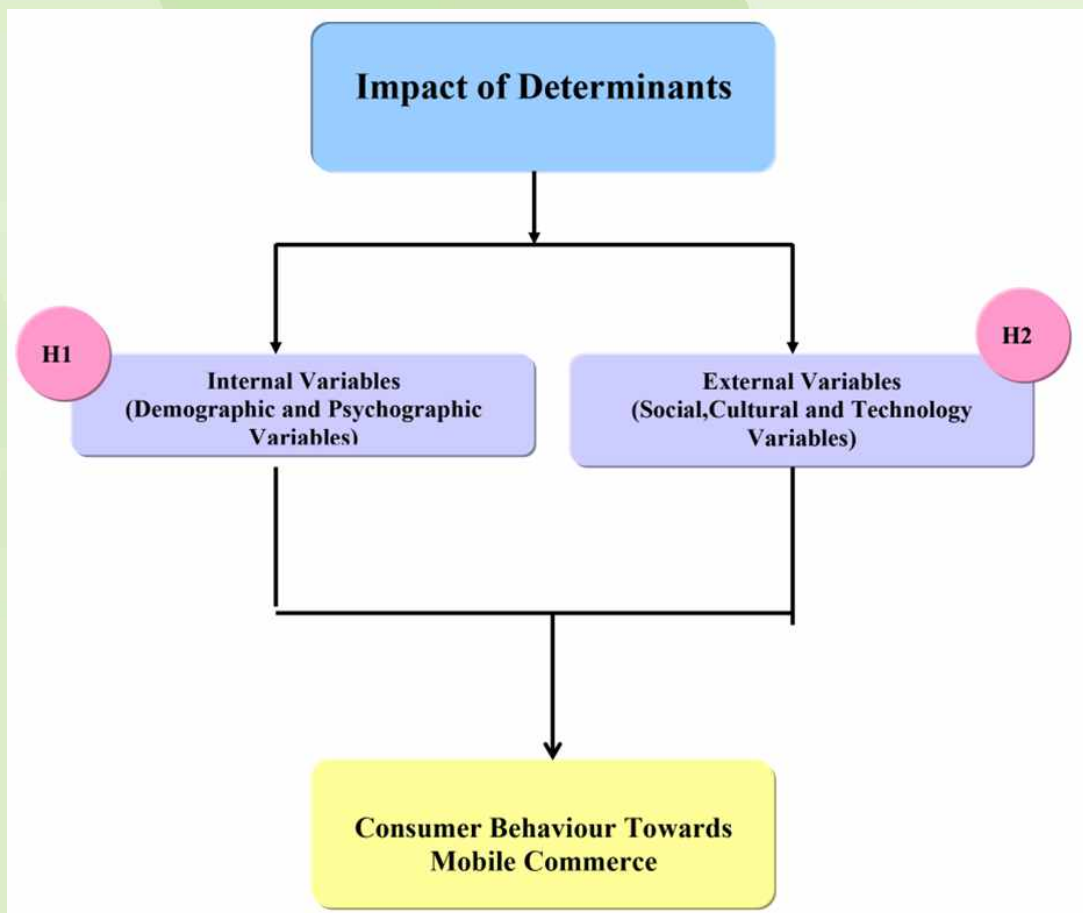 Impact of Determinants
H1
H2
Internal Variables
(Demographic and Psychographic
Variables)
External Variables
(Social,Cultural and Technology
Variables)
Consumer Behaviour Towards
Mobile Commerce